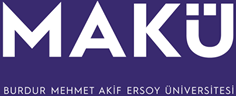 MAKÜ
BURDUR MEHMET AKİF ERSOY ÜNİVERSİTESİ